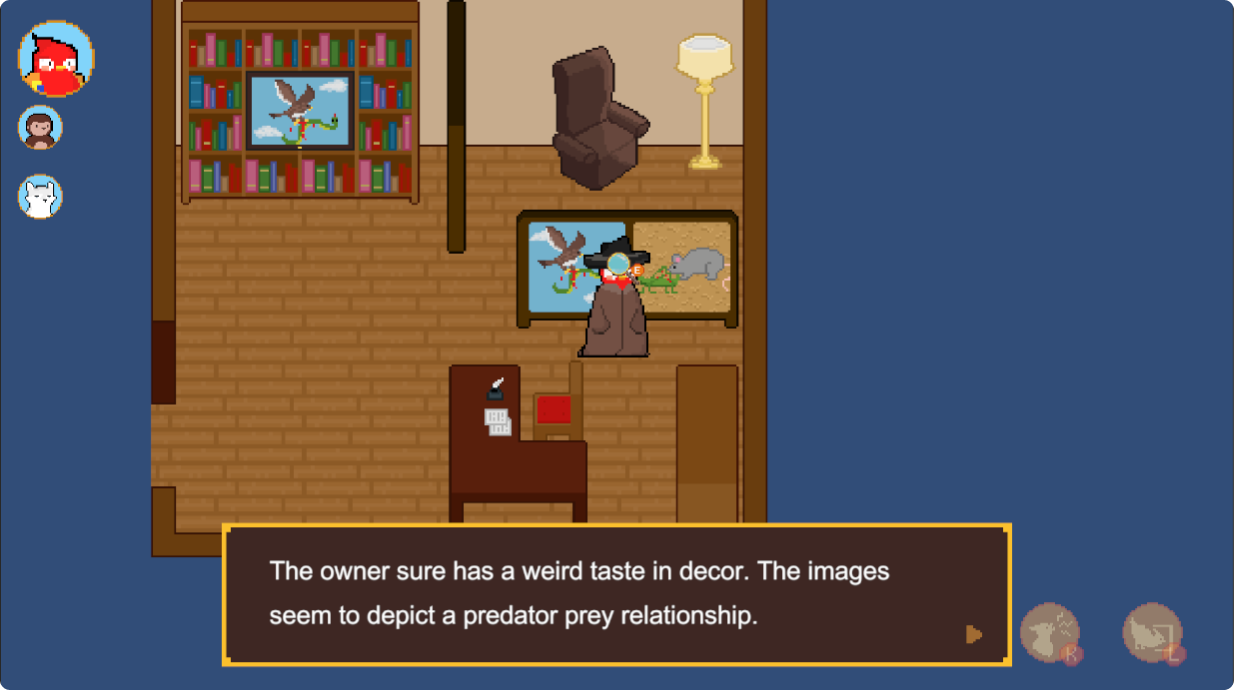 E
The owner sure has a weird taste in decor. The images
seem to depict a predator prey relationship.
R
L